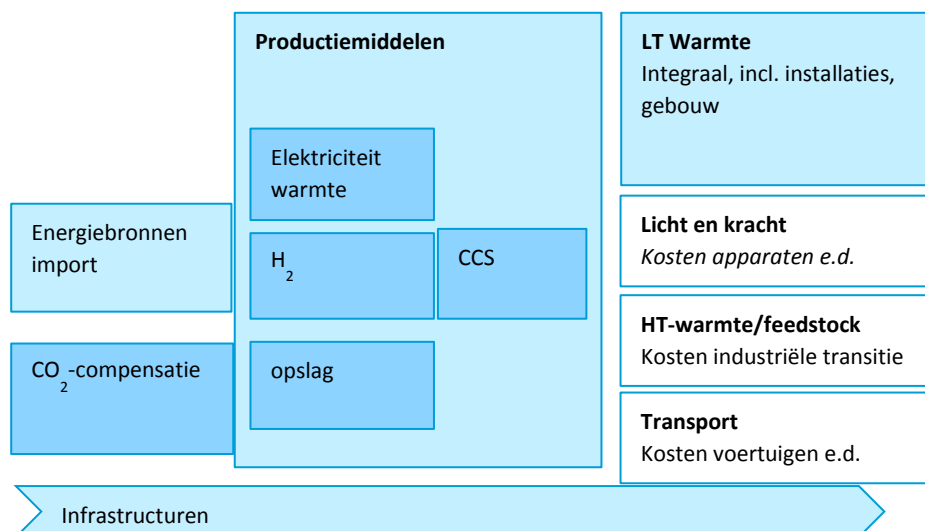 Productiemiddelen
Elektriciteit
warmte
Energiebronnen
import
H2
CCS
CO2-compensatie
opslag
LT Warmte
Integraal, incl. installaties,
gebouw
Licht en kracht
Kosten apparaten e.d.
HT-warmte/feedstock
Kosten industriële transitie
Transport
Kosten voertuigen e.d.
Infrastructuren